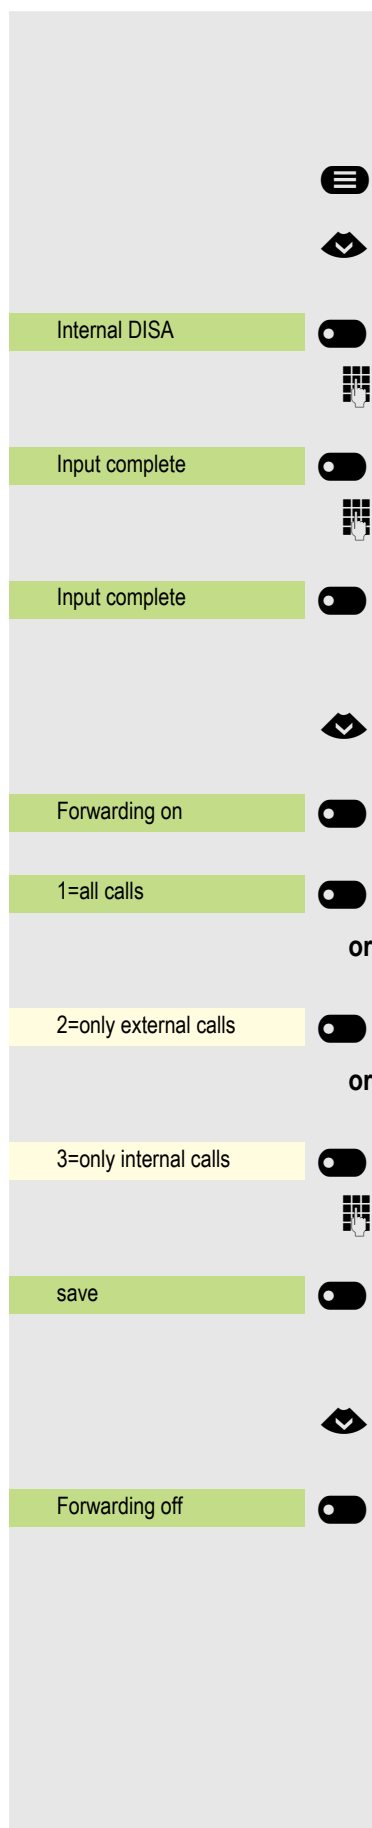 Internal DISA
Input complete
Input complete
Forwarding on
1=all calls
or
2=only external calls
or
3=only internal calls
save
Forwarding off